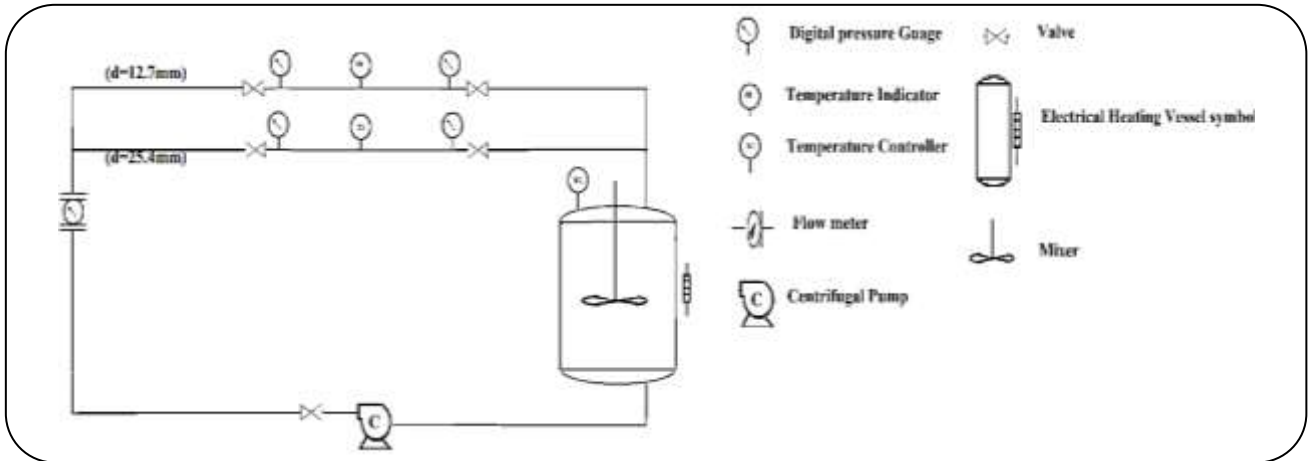 (d=12.7mm)
(d=25.4mm)
C
Digital pressure Guage
Temperature Indicator
Temperature Controller
Flow meter
C
Centrifugal Pump
Valve
Electrical Heating Vessel symbol
Mixer